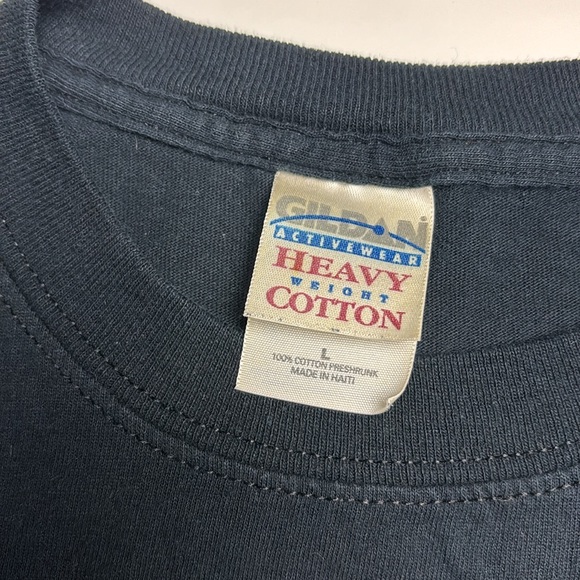 GILDAN
ACTIVEWEAR
HEAVY
WEIGHT
COTTON
L
100% COTTON PRESHRUNK
MADE IN HAITI